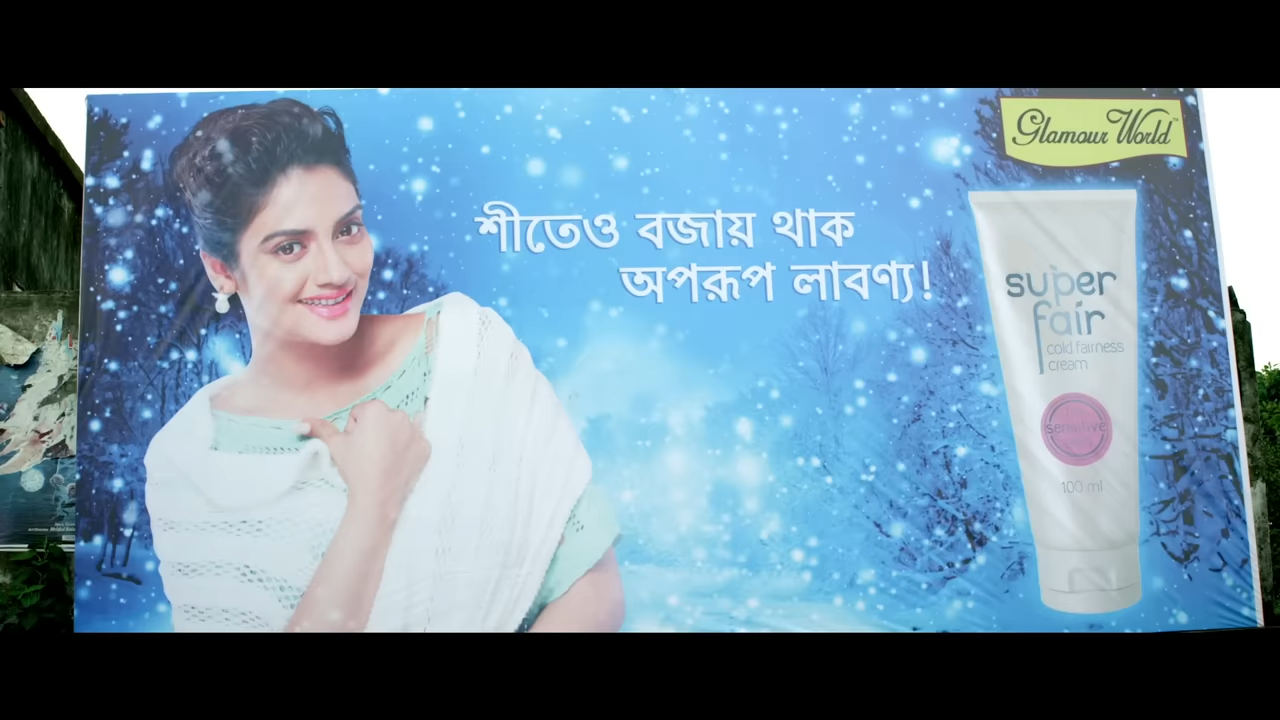 Glamour World
শীতেও বজায় থাক
অপরূপ লাবণ্য!
super
fair
cold fairness
cream
sensitive
100 ml